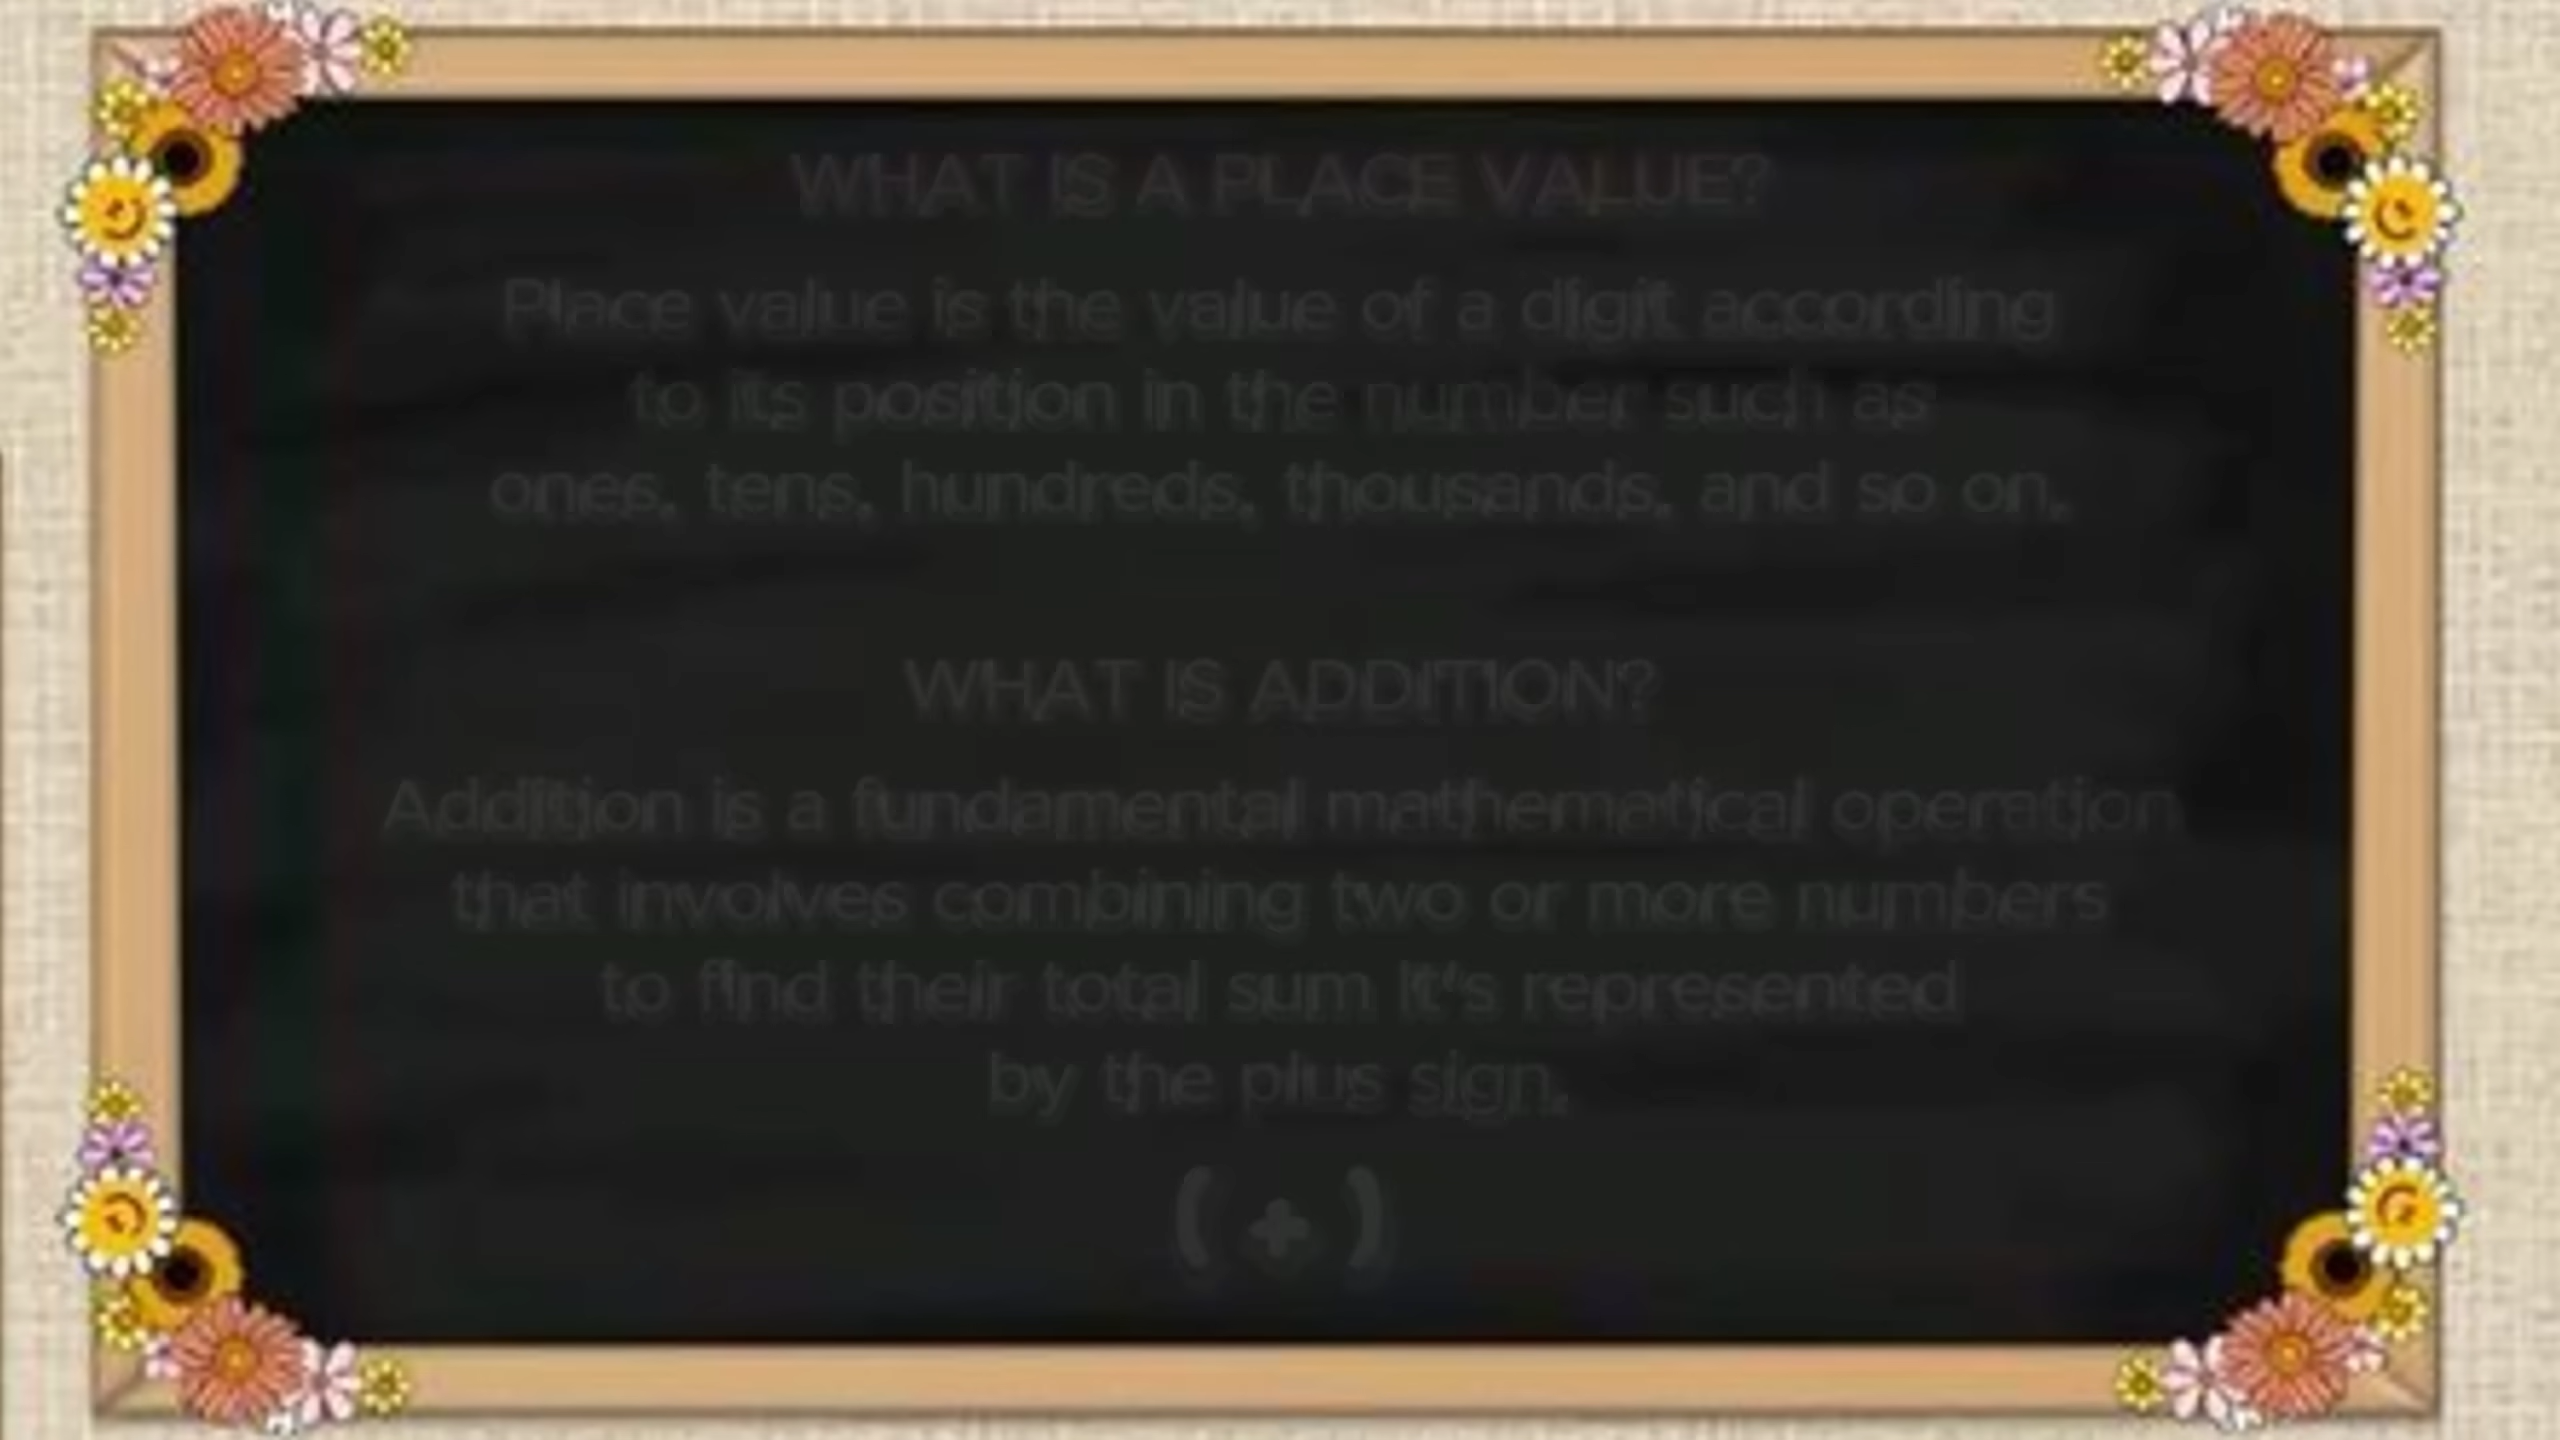 WHAT IS A PLACE VALUE?
Place value is the value of a digit according
to its position in the number such as
ones, tens, hundreds, thousands, and so on.
WHAT IS ADDITION?
Addition is a fundamental mathematical operation
that involves combining two or more numbers
to find their total sum It's represented
by the plus sign.
( + )